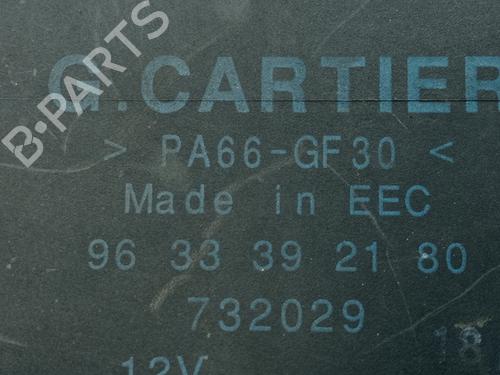 B-PARTS
G.CARTIER
> PA66-GF30 <
Made in EEC
96 33 39 21 80
732029
18
12V